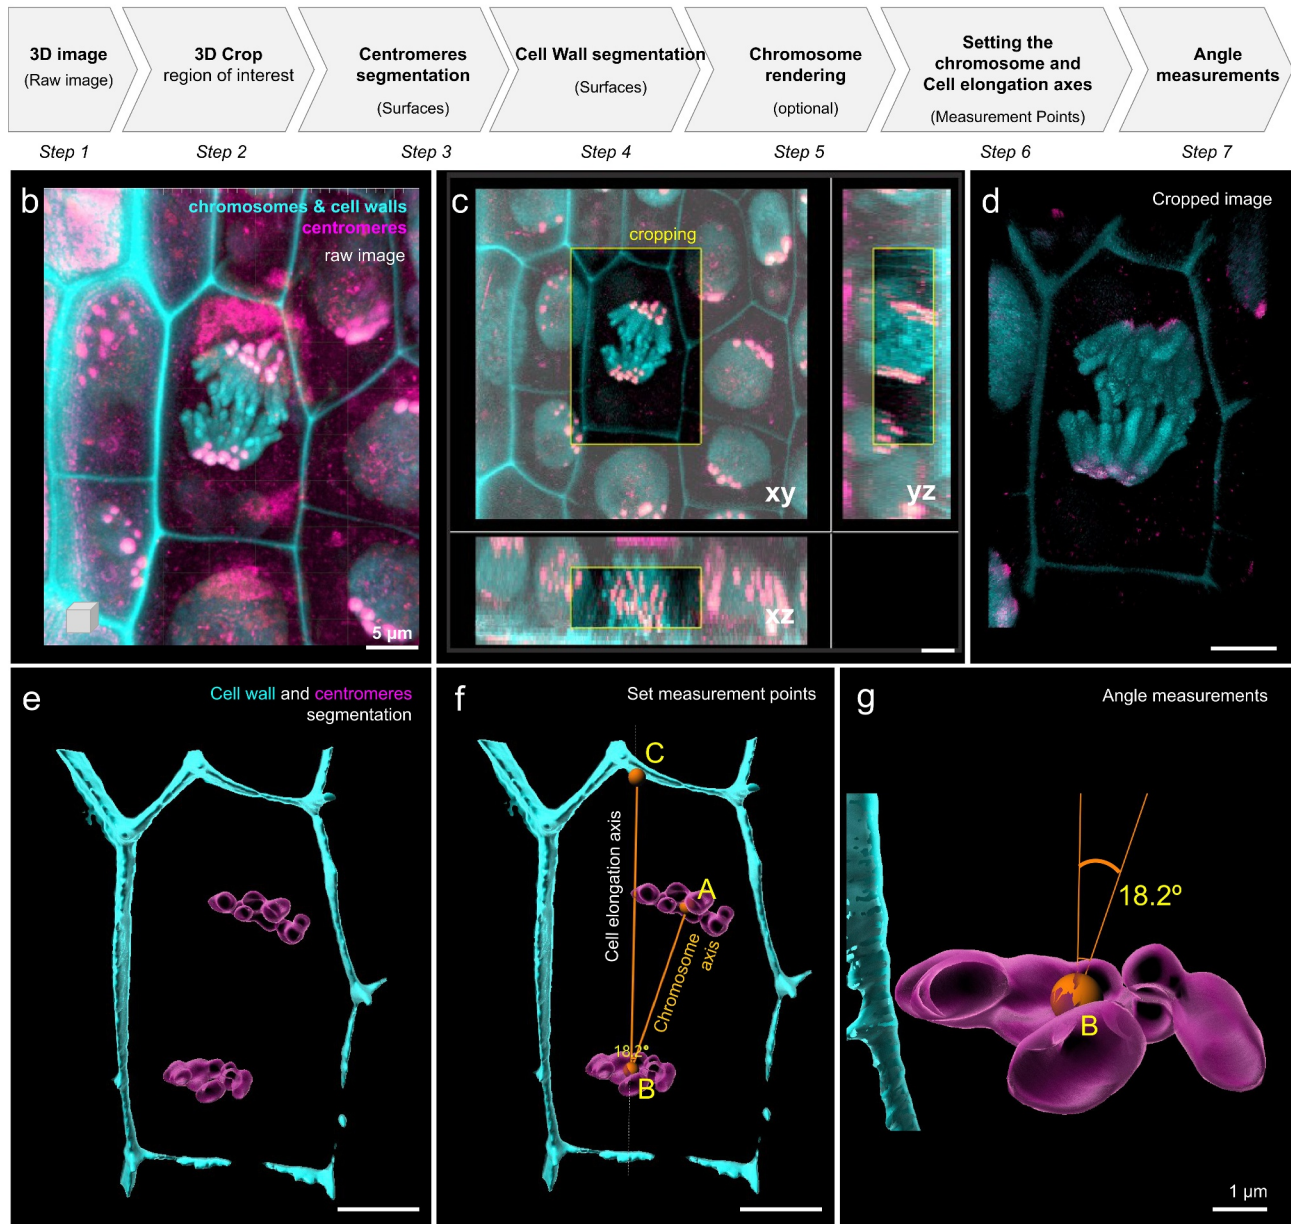 3D image
(Raw image)
3D Crop
region of interest
Centromeres
segmentation
(Surfaces)
Cell Wall segmentation
(Surfaces)
Chromosome
rendering
(optional)
Setting the
chromosome and
Cell elongation axes
(Measurement Points)
Angle
measurements
Step 1
Step 2
Step 3
Step 4
Step 5
Step 6
Step 7
b
chromosomes & cell walls
centromeres
raw image
5 µm
c
cropping
xy
yz
xz
d
Cropped image
e
Cell wall and centromeres
segmentation
f
Set measurement points
C
Cell elongation axis
A
Chromosome
axis
18.2º
B
g
Angle measurements
18.2º
B
1 µm